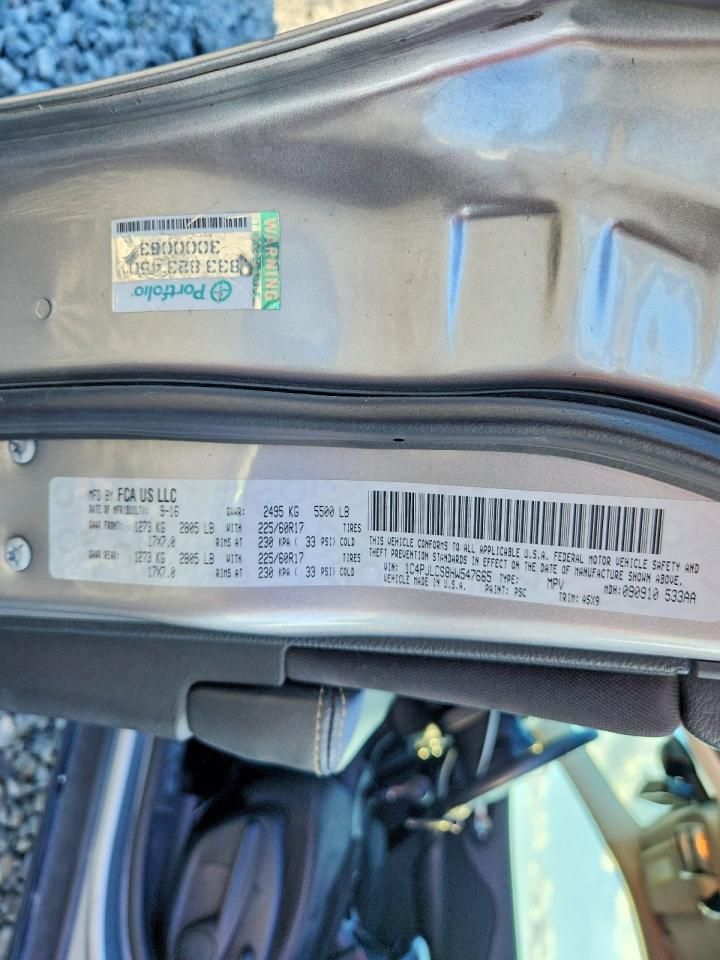 WARNING
833 823 4501
3000063
Portfolio
MFD BY FCA US LLC
DATE OF MFR(BUILT): 9-16 GVWR: 2495 KG 5500 LB
GAWR FRONT: 1273 KG 2805 LB WITH 225/60R17 TIRES
17X7.0 RIMS AT 230 KPA ( 33 PSI) COLD
GAWR REAR: 1273 KG 2805 LB WITH 225/60R17 TIRES
17X7.0 RIMS AT 230 KPA ( 33 PSI) COLD
THIS VEHICLE CONFORMS TO ALL APPLICABLE U.S.A. FEDERAL MOTOR VEHICLE SAFETY AND
THEFT PREVENTION STANDARDS IN EFFECT ON THE DATE OF MANUFACTURE SHOWN ABOVE.
VIN: 1C4PJLCS8HW547685 TYPE: MPV MDH:090910 533AA
MADE IN U.S.A. PAINT: PSC TRIM: A5X9